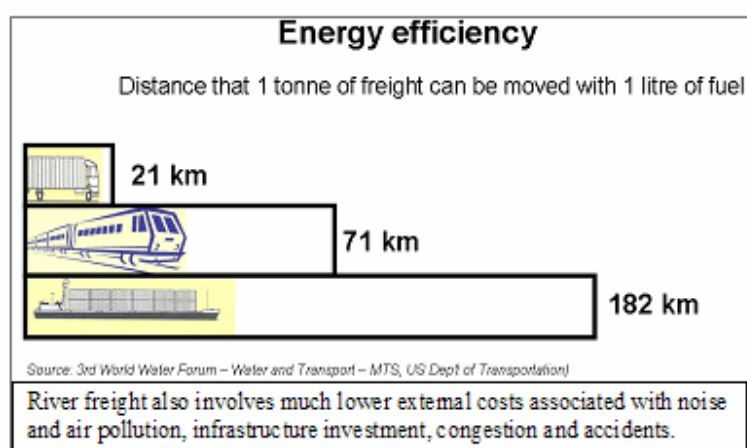 Energy efficiency
Distance that 1 tonne of freight can be moved with 1 litre of fuel
21 km
71 km
182 km
Source: 3rd World Water Forum – Water and Transport – MTS, US Dept of Transportation)
River freight also involves much lower external costs associated with noise
and air pollution, infrastructure investment, congestion and accidents.